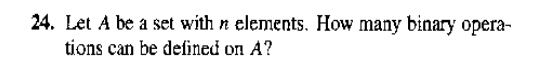 24. Let A be a set with n elements. How many binary opera-
tions can be defined on A?